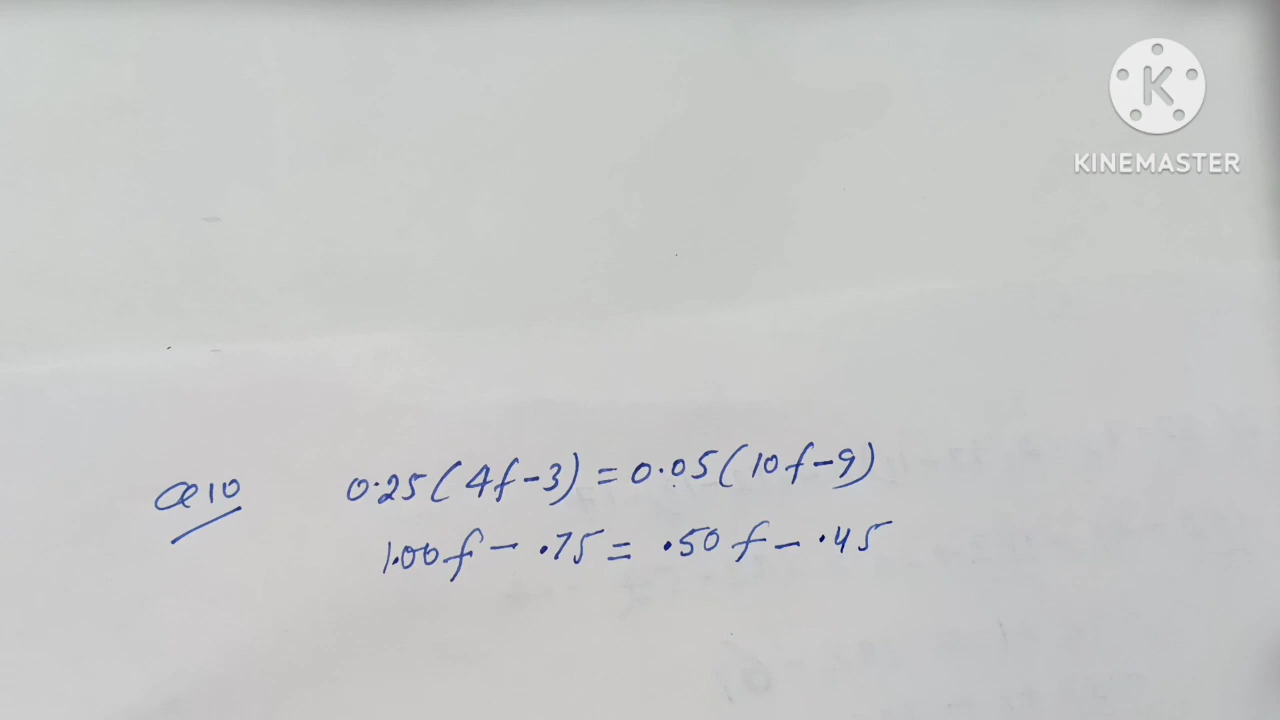 KINEMASTER
Q10 0.25(4f-3) = 0.05(10f-9)
1.00f - .75 = .50f - .45